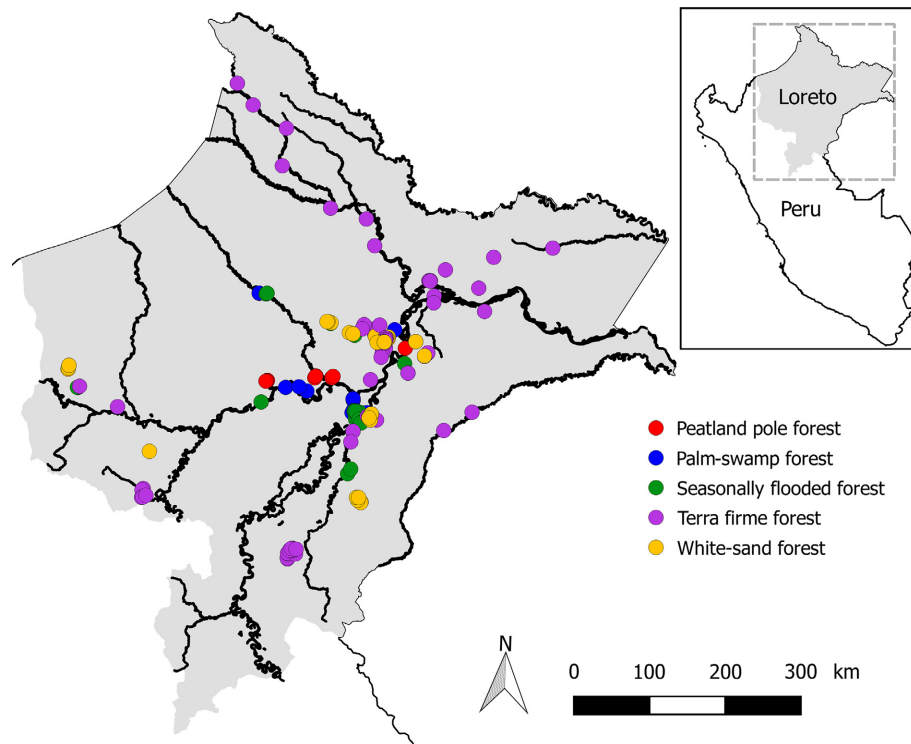 Loreto
Peru
Peatland pole forest
Palm-swamp forest
Seasonally flooded forest
Terra firme forest
White-sand forest
N
0 100 200 300 km